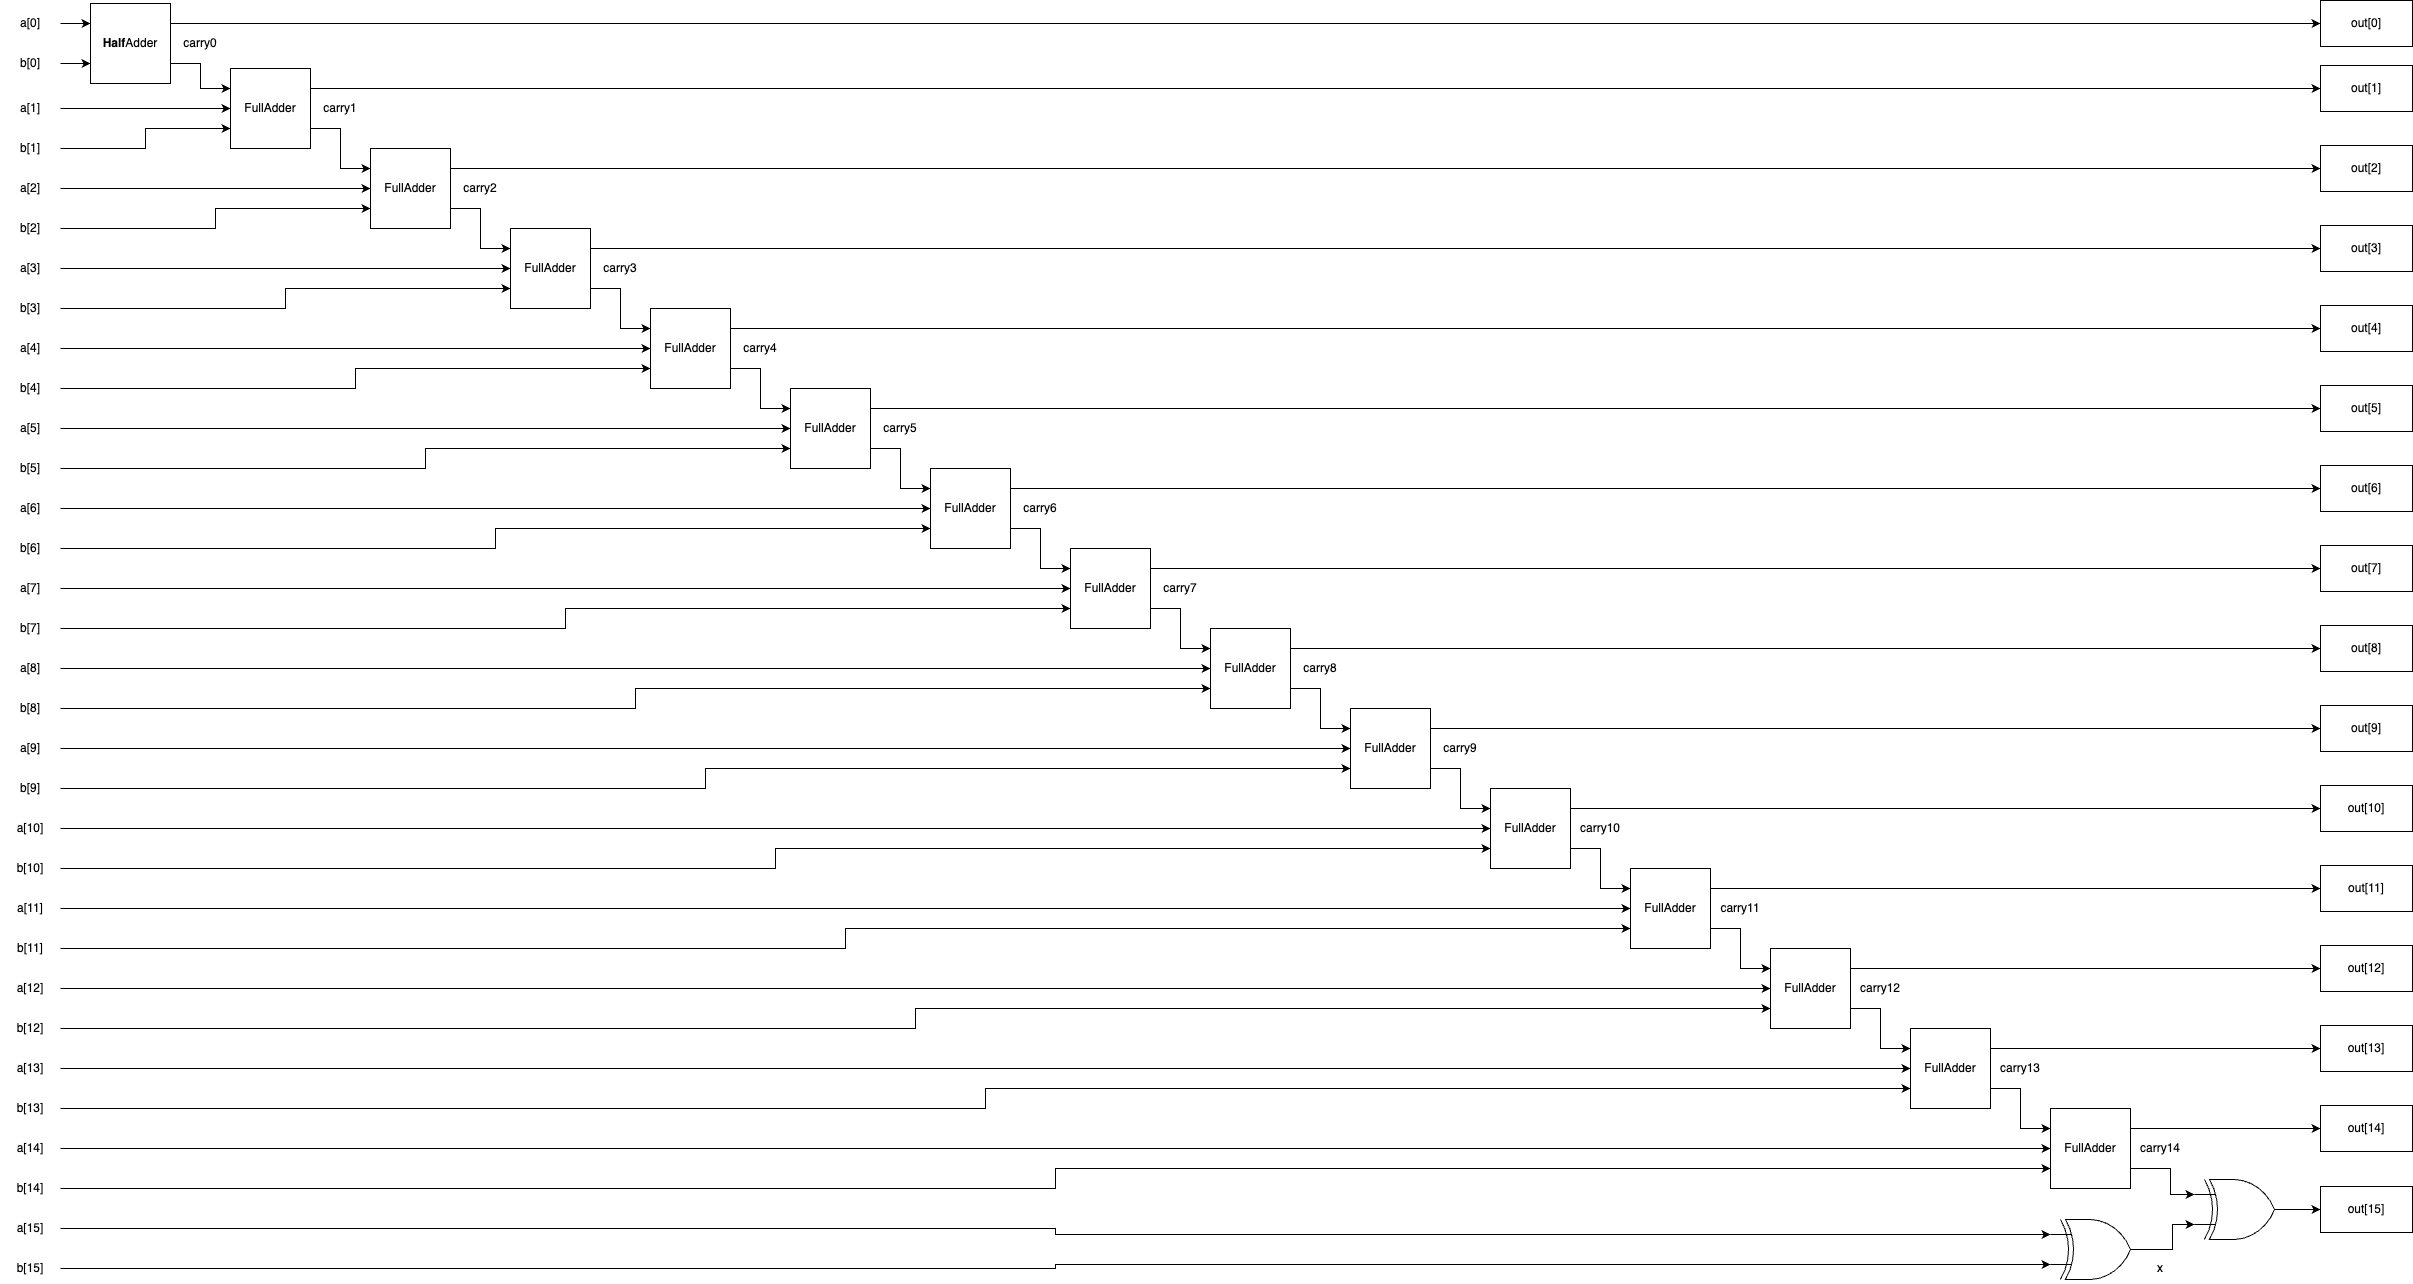 a[0]
HalfAdder
carry0
out[0]
b[0]
a[1]
FullAdder
carry1
out[1]
b[1]
a[2]
FullAdder
carry2
out[2]
b[2]
a[3]
FullAdder
carry3
out[3]
b[3]
a[4]
FullAdder
carry4
out[4]
b[4]
a[5]
FullAdder
carry5
out[5]
b[5]
a[6]
FullAdder
carry6
out[6]
b[6]
a[7]
FullAdder
carry7
out[7]
b[7]
a[8]
FullAdder
carry8
out[8]
b[8]
a[9]
FullAdder
carry9
out[9]
b[9]
a[10]
FullAdder
carry10
out[10]
b[10]
a[11]
FullAdder
carry11
out[11]
b[11]
a[12]
FullAdder
carry12
out[12]
b[12]
a[13]
FullAdder
carry13
out[13]
b[13]
a[14]
FullAdder
carry14
out[14]
b[14]
a[15]
out[15]
b[15]
x